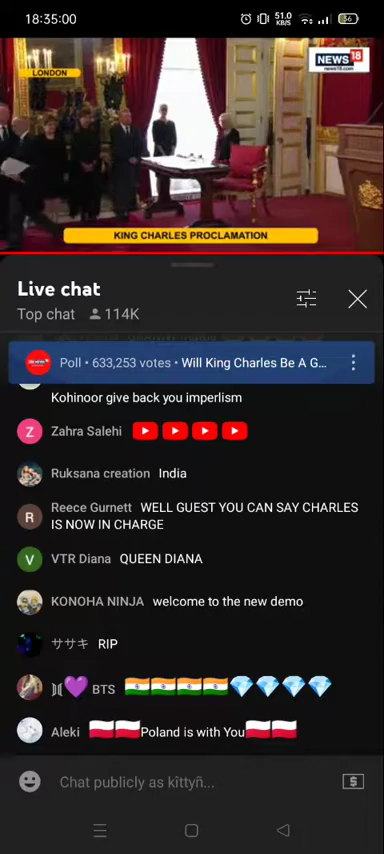 18:35:00
51.0 KB/S
56
NEWS 18
news18.com
LONDON
KING CHARLES PROCLAMATION
Live chat
Top chat 114K
Poll • 633,253 votes • Will King Charles Be A G...
Kohinoor give back you imperlism
Z Zahra Salehi
Ruksana creation India
R Reece Gurnett WELL GUEST YOU CAN SAY CHARLES
IS NOW IN CHARGE
V VTR Diana QUEEN DIANA
KONOHA NINJA welcome to the new demo
ササキ RIP
BTS 🇮🇳🇮🇳🇮🇳🇮🇳💎💎💎💎
Aleki 🇵🇱🇵🇱Poland is with You🇵🇱🇵🇱
Chat publicly as kîttyñ...